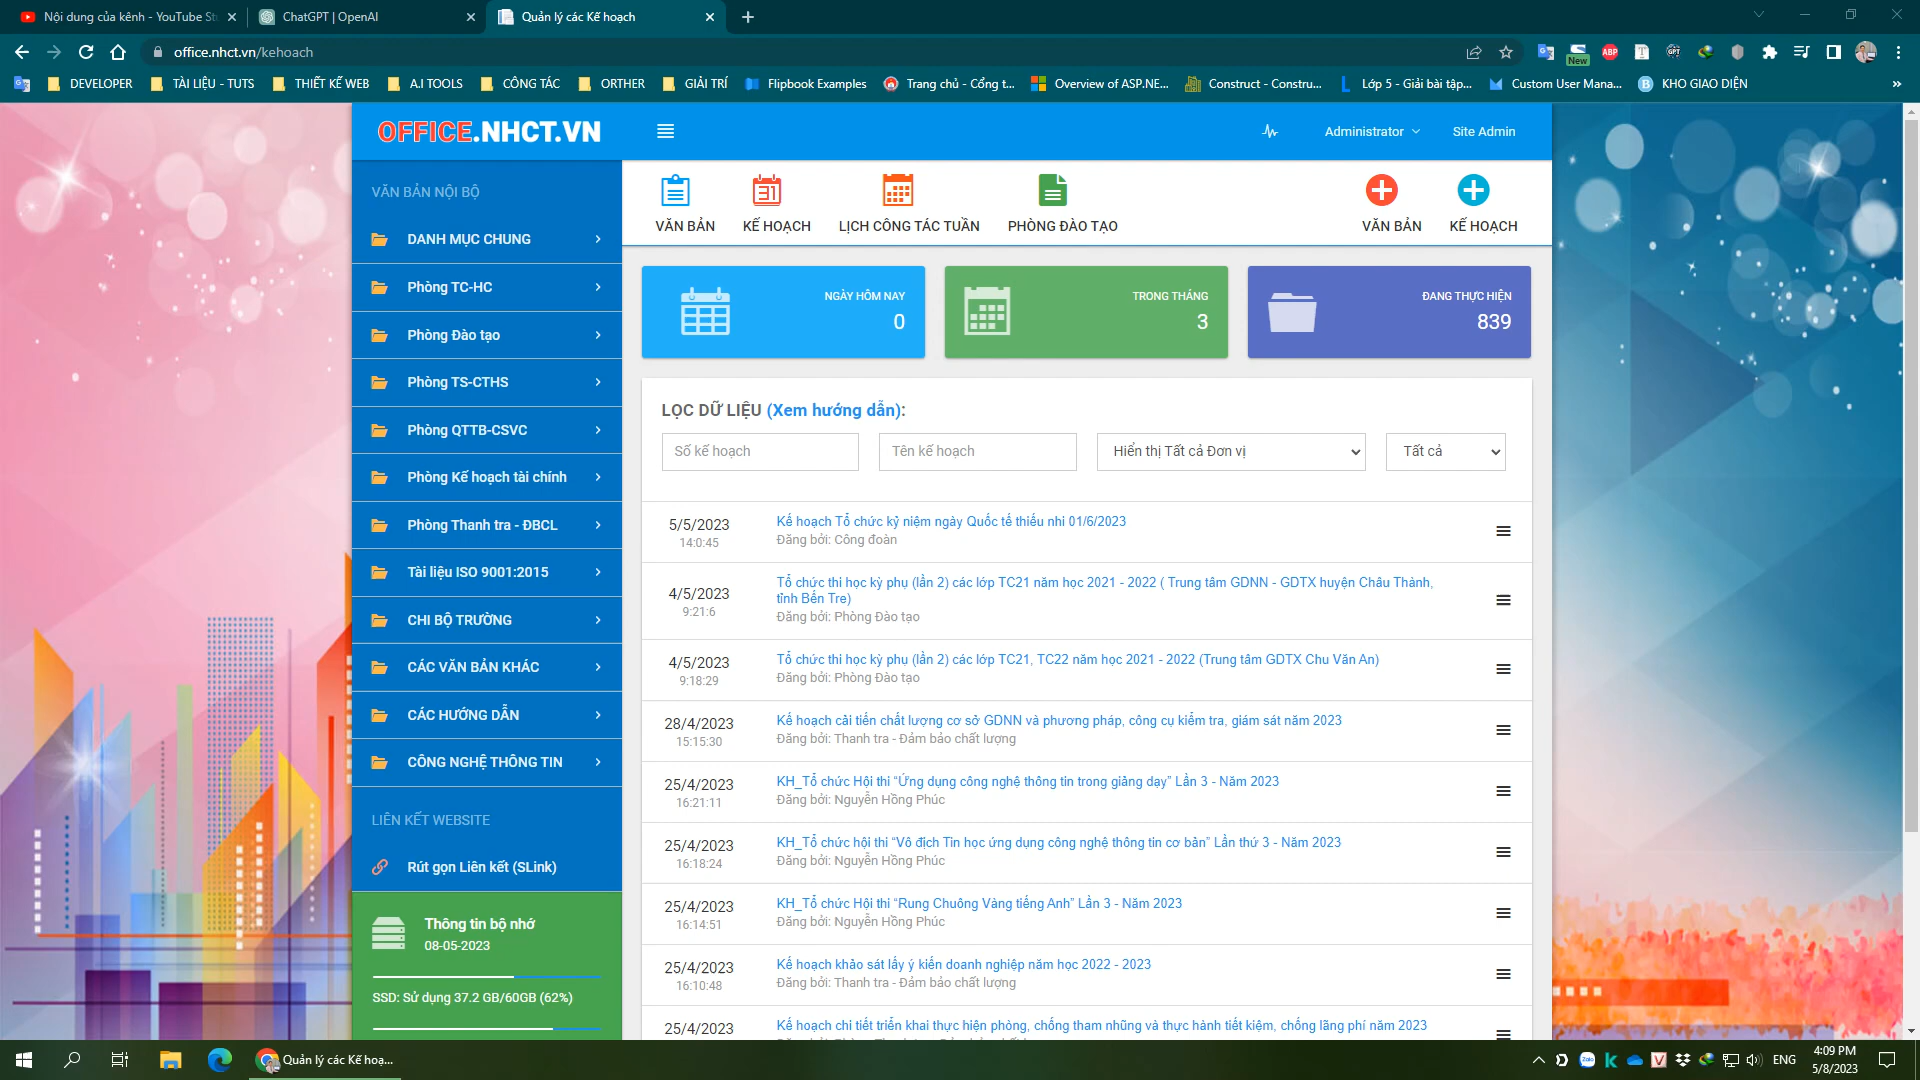 Nội dung của kênh - YouTube St
ChatGPT | OpenAI
Quản lý các Kế hoạch
office.nhct.vn/kehoach
New
ABP
GPT
DEVELOPER
TÀI LIỆU - TUTS
THIẾT KẾ WEB
A.I TOOLS
CÔNG TÁC
ORTHER
GIẢI TRÍ
Flipbook Examples
Trang chủ - Cổng t...
Overview of ASP.NE...
Construct - Constru...
Lớp 5 - Giải bài tập...
Custom User Mana...
KHO GIAO DIỆN
OFFICE.NHCT.VN
Administrator
Site Admin
VĂN BẢN NỘI BỘ
DANH MỤC CHUNG
Phòng TC-HC
Phòng Đào tạo
Phòng TS-CTHS
Phòng QTTB-CSVC
Phòng Kế hoạch tài chính
Phòng Thanh tra - ĐBCL
Tài liệu ISO 9001:2015
CHI BỘ TRƯỜNG
CÁC VĂN BẢN KHÁC
CÁC HƯỚNG DẪN
CÔNG NGHỆ THÔNG TIN
LIÊN KẾT WEBSITE
Rút gọn Liên kết (SLink)
Thông tin bộ nhớ
08-05-2023
SSD: Sử dụng 37.2 GB/60GB (62%)
31
VĂN BẢN
KẾ HOẠCH
LỊCH CÔNG TÁC TUẦN
PHÒNG ĐÀO TẠO
VĂN BẢN
KẾ HOẠCH
NGÀY HÔM NAY
0
TRONG THÁNG
3
ĐANG THỰC HIỆN
839
LỌC DỮ LIỆU (Xem hướng dẫn):
Số kế hoạch
Tên kế hoạch
Hiển thị Tất cả Đơn vị
Tất cả
5/5/2023
14:0:45
Kế hoạch Tổ chức kỷ niệm ngày Quốc tế thiếu nhi 01/6/2023
Đăng bởi: Công đoàn
4/5/2023
9:21:6
Tổ chức thi học kỳ phụ (lần 2) các lớp TC21 năm học 2021 - 2022 ( Trung tâm GDNN - GDTX huyện Châu Thành,
tỉnh Bến Tre)
Đăng bởi: Phòng Đào tạo
4/5/2023
9:18:29
Tổ chức thi học kỳ phụ (lần 2) các lớp TC21, TC22 năm học 2021 - 2022 (Trung tâm GDTX Chu Văn An)
Đăng bởi: Phòng Đào tạo
28/4/2023
15:15:30
Kế hoạch cải tiến chất lượng cơ sở GDNN và phương pháp, công cụ kiểm tra, giám sát năm 2023
Đăng bởi: Thanh tra - Đảm bảo chất lượng
25/4/2023
16:21:11
KH_Tổ chức Hội thi “Ứng dụng công nghệ thông tin trong giảng dạy” Lần 3 - Năm 2023
Đăng bởi: Nguyễn Hồng Phúc
25/4/2023
16:18:24
KH_Tổ chức hội thi “Vô địch Tin học ứng dụng công nghệ thông tin cơ bản” Lần thứ 3 - Năm 2023
Đăng bởi: Nguyễn Hồng Phúc
25/4/2023
16:14:51
KH_Tổ chức Hội thi “Rung Chuông Vàng tiếng Anh” Lần 3 - Năm 2023
Đăng bởi: Nguyễn Hồng Phúc
25/4/2023
16:10:48
Kế hoạch khảo sát lấy ý kiến doanh nghiệp năm học 2022 - 2023
Đăng bởi: Thanh tra - Đảm bảo chất lượng
25/4/2023
Kế hoạch chi tiết triển khai thực hiện phòng, chống tham nhũng và thực hành tiết kiệm, chống lãng phí năm 2023
Quản lý các Kế hoạ...
Zalo
ENG
4:09 PM
5/8/2023